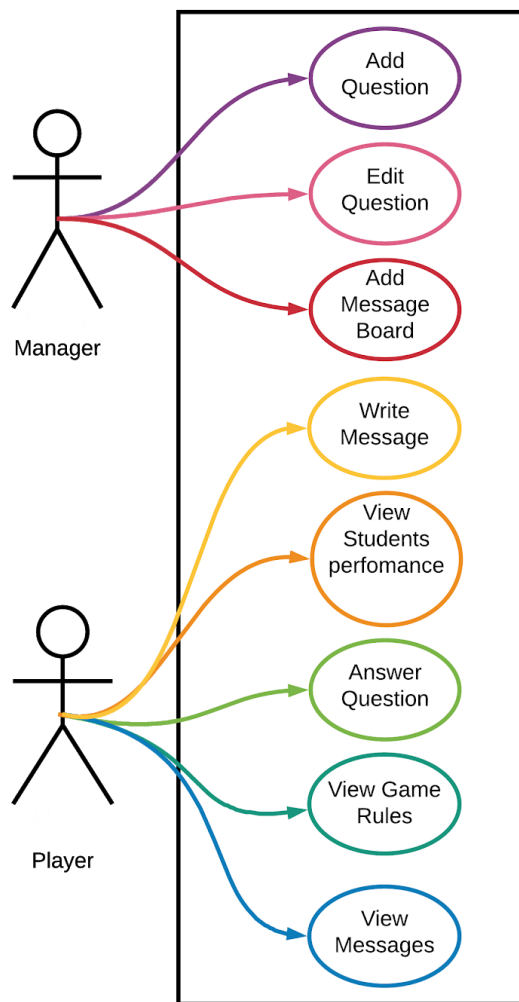 Add
Question
Edit
Question
Add
Message
Board
Manager
Write
Message
View
Students
perfomance
Answer
Question
View Game
Rules
Player
View
Messages